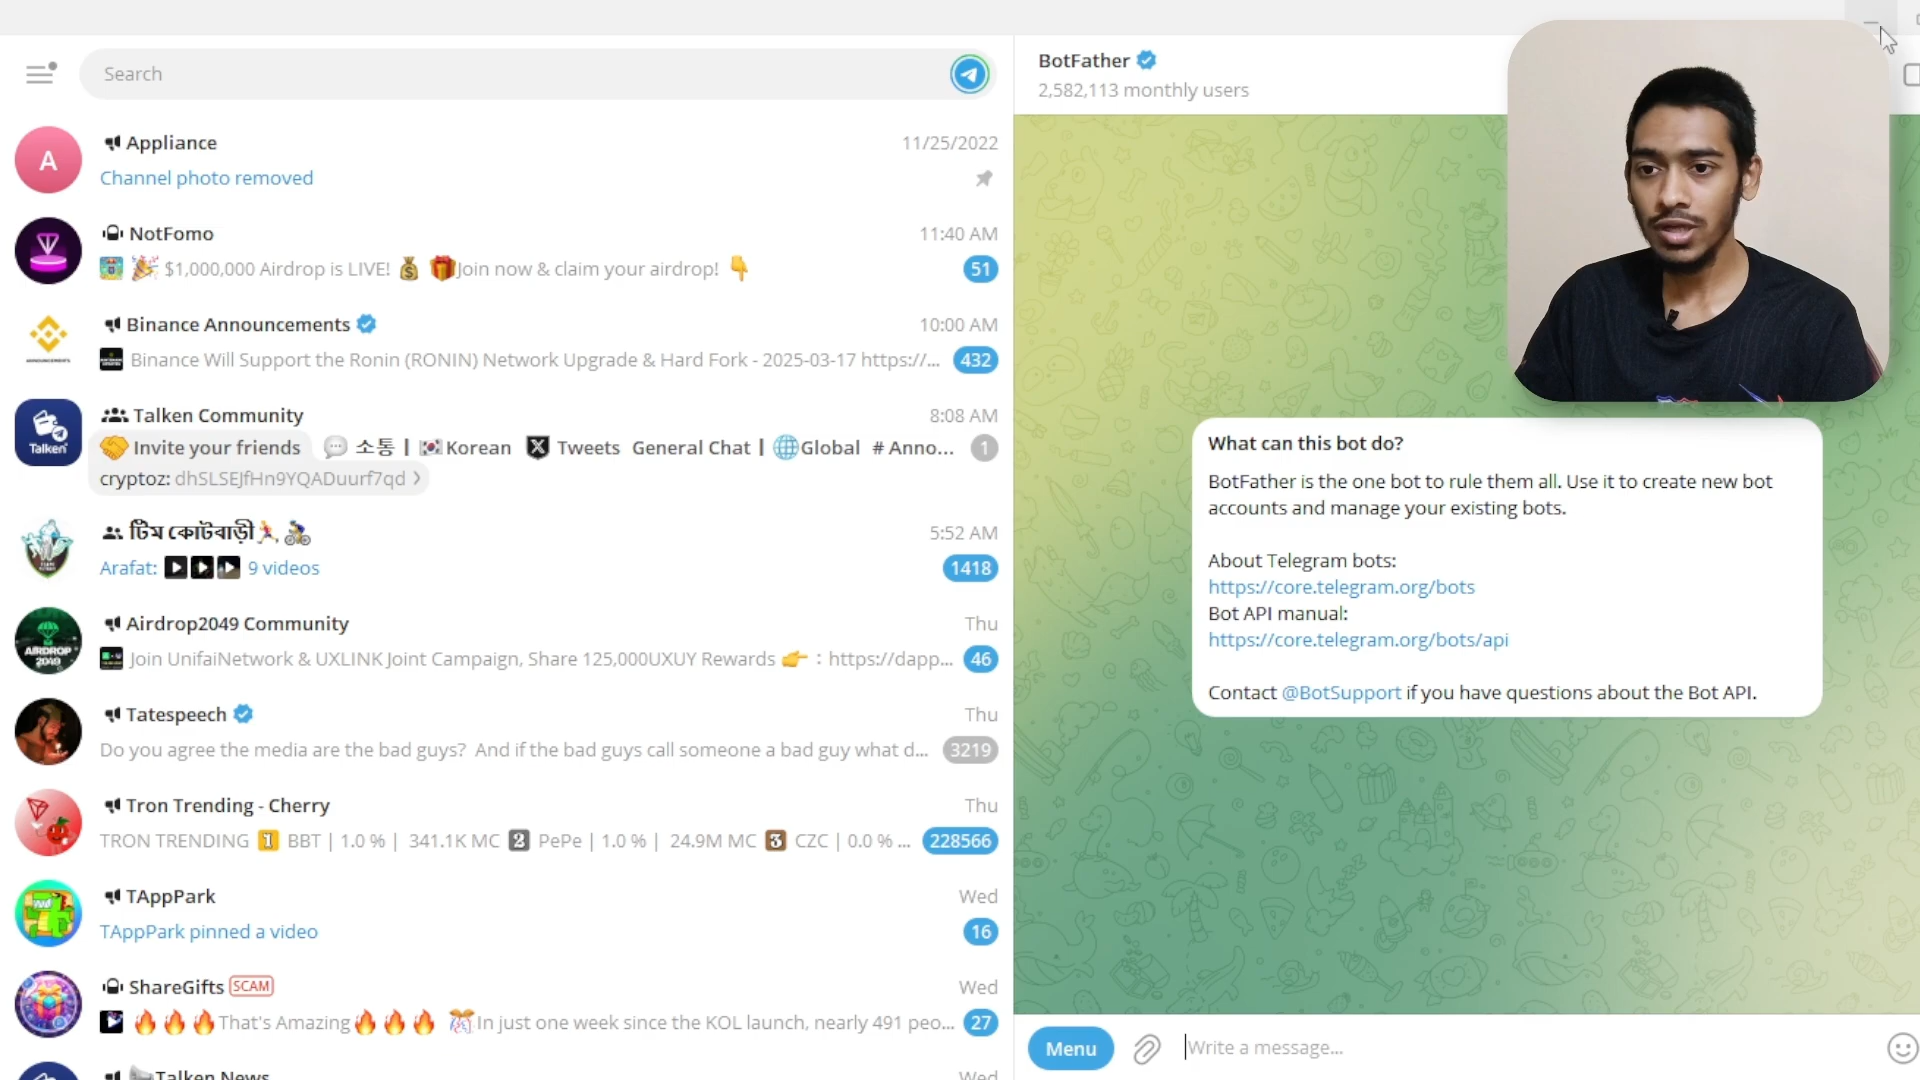 Search
A
Appliance
11/25/2022
Channel photo removed
NotFomo
11:40 AM
$1,000,000 Airdrop is LIVE! 💰 🎁Join now & claim your airdrop! 👇
51
Binance Announcements
10:00 AM
Binance Will Support the Ronin (RONIN) Network Upgrade & Hard Fork - 2025-03-17 https://...
432
Talken
Talken Community
8:08 AM
🤝 Invite your friends 💬 소통 | 🇰🇷Korean X Tweets General Chat | 🌐Global # Anno...
1
cryptoz: dhSLSEJfHn9YQADuurf7qd >
টিম কোটবাড়ী🏃🚴
5:52 AM
Arafat: 9 videos
1418
AIRDROP 2049
Airdrop2049 Community
Thu
Join UnifaiNetwork & UXLINK Joint Campaign, Share 125,000UXUY Rewards 👉 : https://dapp...
46
Tatespeech
Thu
Do you agree the media are the bad guys? And if the bad guys call someone a bad guy what d...
3219
Tron Trending - Cherry
Thu
TRON TRENDING 1 BBT | 1.0 % | 341.1K MC 2 PePe | 1.0 % | 24.9M MC 3 CZC | 0.0 % ...
228566
TAppPark
Wed
TAppPark pinned a video
16
ShareGifts SCAM
Wed
🔥🔥🔥That's Amazing🔥🔥🔥 🎊In just one week since the KOL launch, nearly 491 peo...
27
Talken News
Wed
BotFather
2,582,113 monthly users
What can this bot do?
BotFather is the one bot to rule them all. Use it to create new bot
accounts and manage your existing bots.
About Telegram bots:
https://core.telegram.org/bots
Bot API manual:
https://core.telegram.org/bots/api
Contact @BotSupport if you have questions about the Bot API.
Menu
Write a message...